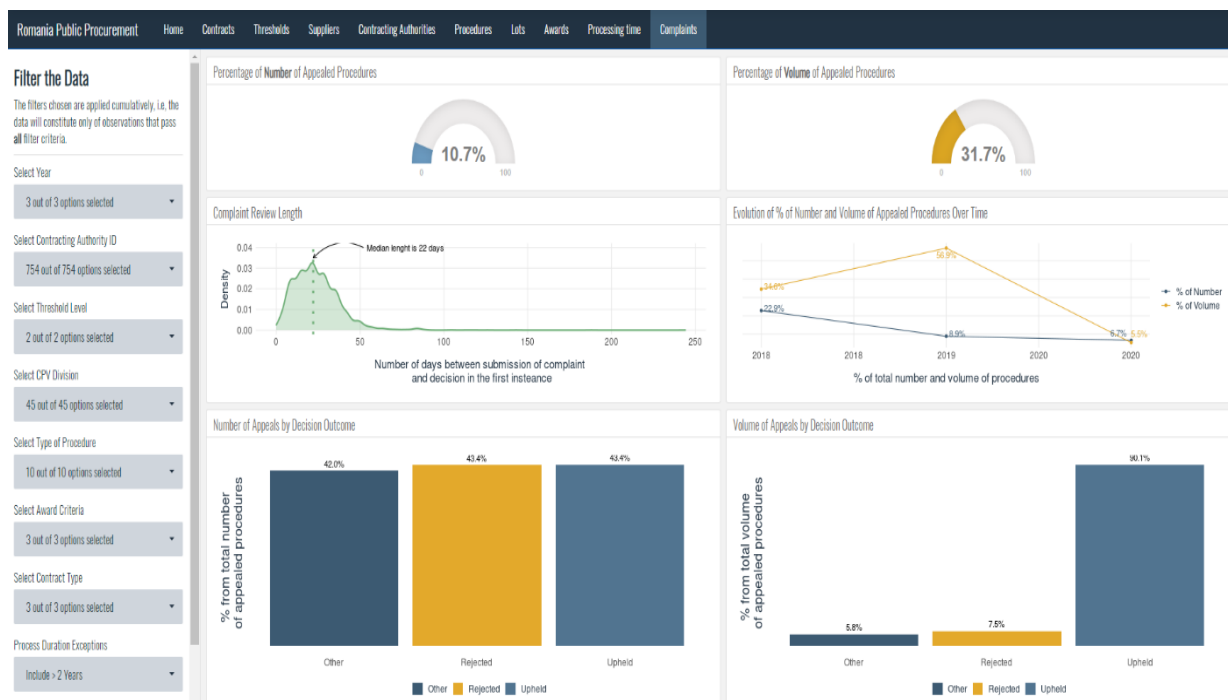 Romania Public Procurement Home Contracts Thresholds Suppliers Contracting Authorities Procedures Lots Awards Processing time Complaints
Filter the Data
The filters chosen are applied cumulatively, i.e, the
data will constitute only of observations that pass
all filter criteria.
Select Year
3 out of 3 options selected
Select Contracting Authority ID
754 out of 754 options selected
Select Threshold Level
2 out of 2 options selected
Select CPV Division
45 out of 45 options selected
Select Type of Procedure
10 out of 10 options selected
Select Award Criteria
3 out of 3 options selected
Select Contract Type
3 out of 3 options selected
Process Duration Exceptions
Include > 2 Years
Percentage of Number of Appealed Procedures
10.7%
0 100
Percentage of Volume of Appealed Procedures
31.7%
0 100
Complaint Review Length
Median lenght is 22 days
Density
0.04
0.03
0.02
0.01
0.00
0 50 100 150 200 250
Number of days between submission of complaint
and decision in the first insteance
Evolution of % of Number and Volume of Appealed Procedures Over Time
56.9%
22.9%
8.9%
6.7% 5.5%
% of Number
% of Volume
2018 2018 2019 2020 2020
% of total number and volume of procedures
Number of Appeals by Decision Outcome
% from total number
of appealed procedures
42.0% 43.4% 43.4%
Other Rejected Upheld
Other Rejected Upheld
Volume of Appeals by Decision Outcome
% from total volume
of appealed procedures
5.8% 7.5% 90.1%
Other Rejected Upheld
Other Rejected Upheld